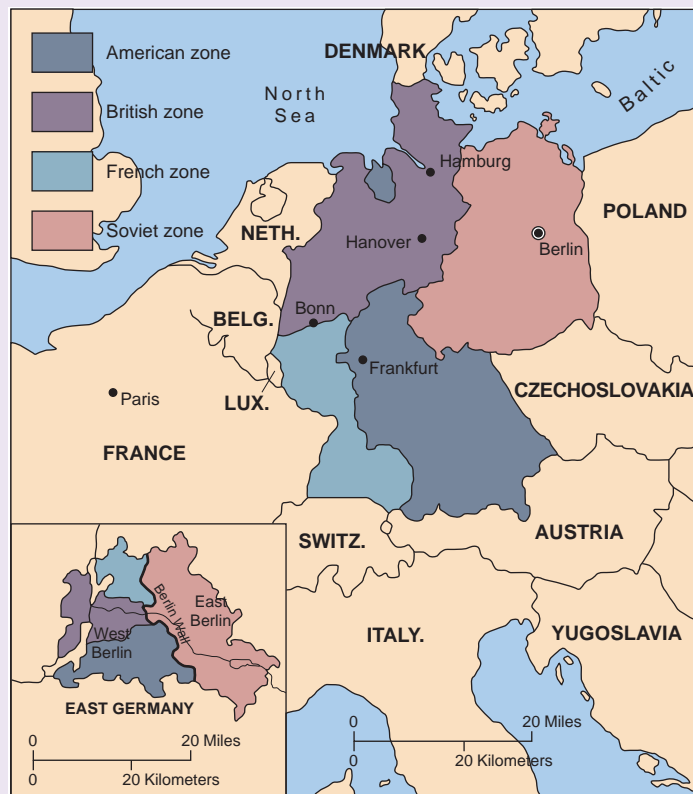 American zone
British zone
French zone
Soviet zone
DENMARK
North
Sea
Baltic
Hamburg
POLAND
NETH.
Hanover
Berlin
BELG.
Bonn
Frankfurt
CZECHOSLOVAKIA
Paris
LUX.
FRANCE
SWITZ.
AUSTRIA
ITALY.
YUGOSLAVIA
East
Berlin
Berlin Wall
West
Berlin
EAST GERMANY
0
20 Miles
0
20 Kilometers
0
20 Miles
0
20 Kilometers